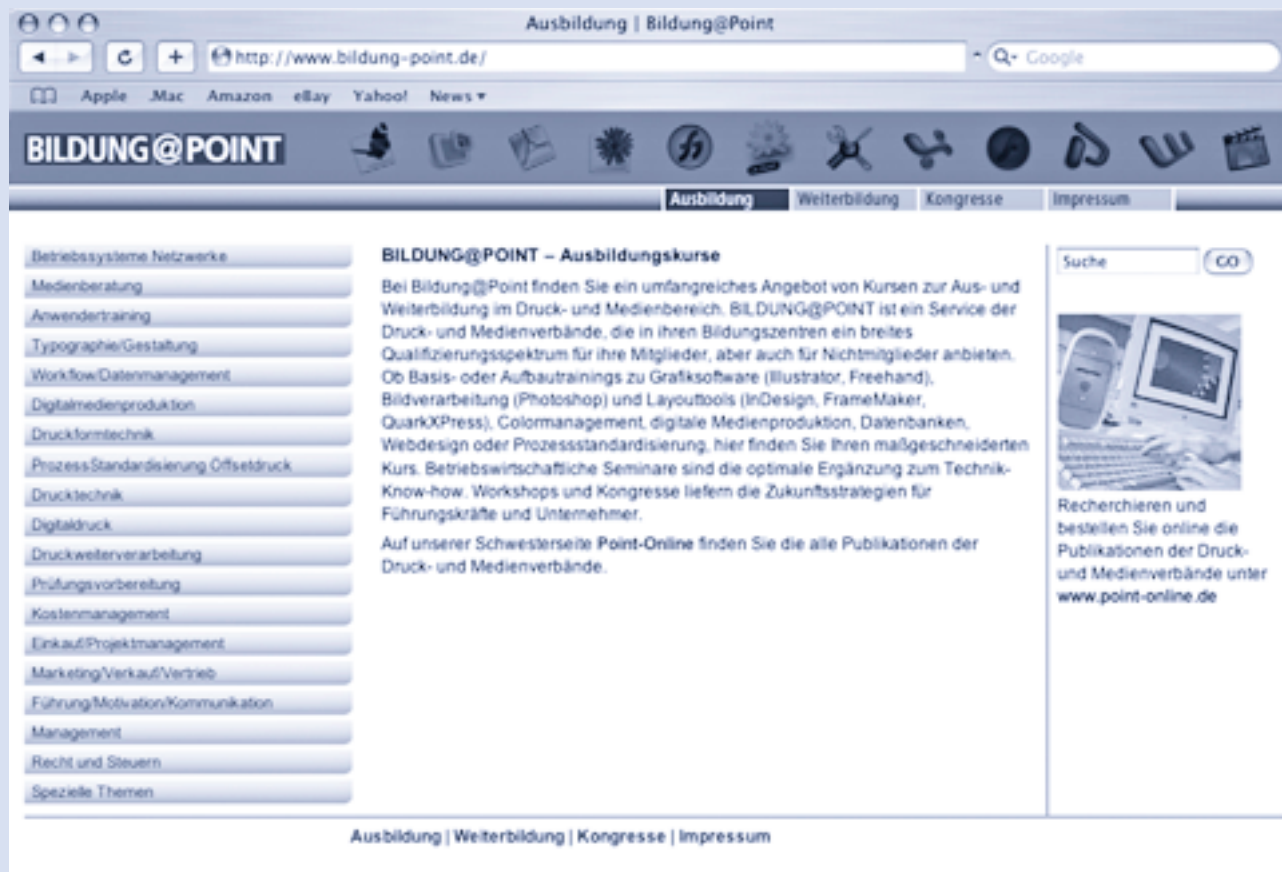 Ausbildung | Bildung@Point
http://www.bildung-point.de/
Google
Apple .Mac Amazon eBay Yahoo! News
BILDUNG@POINT
Ausbildung Weiterbildung Kongresse Impressum
Betriebssysteme Netzwerke
Medienberatung
Anwendertraining
Typographie/Gestaltung
Workflow/Datenmanagement
Digitalmedienproduktion
Druckformtechnik
ProzessStandardisierung Offsetdruck
Drucktechnik
Digitaldruck
Druckweiterverarbeitung
Prüfungsvorbereitung
Kostenmanagement
Einkauf/Projektmanagement
Marketing/Verkauf/Vertrieb
Führung/Motivation/Kommunikation
Management
Recht und Steuern
Spezielle Themen
BILDUNG@POINT – Ausbildungskurse
Bei Bildung@Point finden Sie ein umfangreiches Angebot von Kursen zur Aus- und
Weiterbildung im Druck- und Medienbereich. BILDUNG@POINT ist ein Service der
Druck- und Medienverbände, die in ihren Bildungszentren ein breites
Qualifizierungsspektrum für ihre Mitglieder, aber auch für Nichtmitglieder anbieten.
Ob Basis- oder Aufbautrainings zu Grafiksoftware (Illustrator, Freehand),
Bildverarbeitung (Photoshop) und Layouttools (InDesign, FrameMaker,
QuarkXPress), Colormanagement, digitale Medienproduktion, Datenbanken,
Webdesign oder Prozessstandardisierung, hier finden Sie Ihren maßgeschneiderten
Kurs. Betriebswirtschaftliche Seminare sind die optimale Ergänzung zum Technik-
Know-how. Workshops und Kongresse liefern die Zukunftsstrategien für
Führungskräfte und Unternehmer.
Auf unserer Schwesterseite Point-Online finden Sie die alle Publikationen der
Druck- und Medienverbände.
Suche GO
Recherchieren und
bestellen Sie online die
Publikationen der Druck-
und Medienverbände unter
www.point-online.de
Ausbildung | Weiterbildung | Kongresse | Impressum